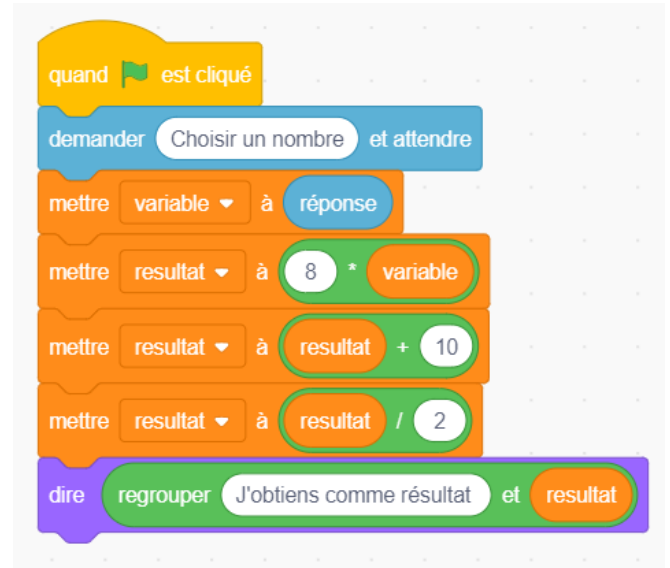 quand est cliqué
demander Choisir un nombre et attendre
mettre variable à réponse
mettre resultat à 8 * variable
mettre resultat à resultat + 10
mettre resultat à resultat / 2
dire regrouper J'obtiens comme résultat et resultat